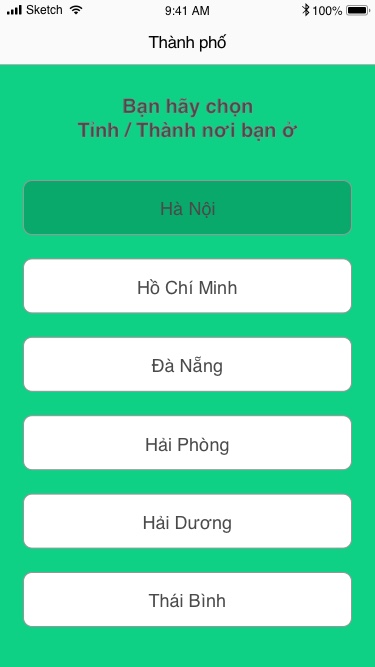 Sketch 9:41 AM 100%
Thành phố
Bạn hãy chọn
Tỉnh / Thành nơi bạn ở
Hà Nội
Hồ Chí Minh
Đà Nẵng
Hải Phòng
Hải Dương
Thái Bình